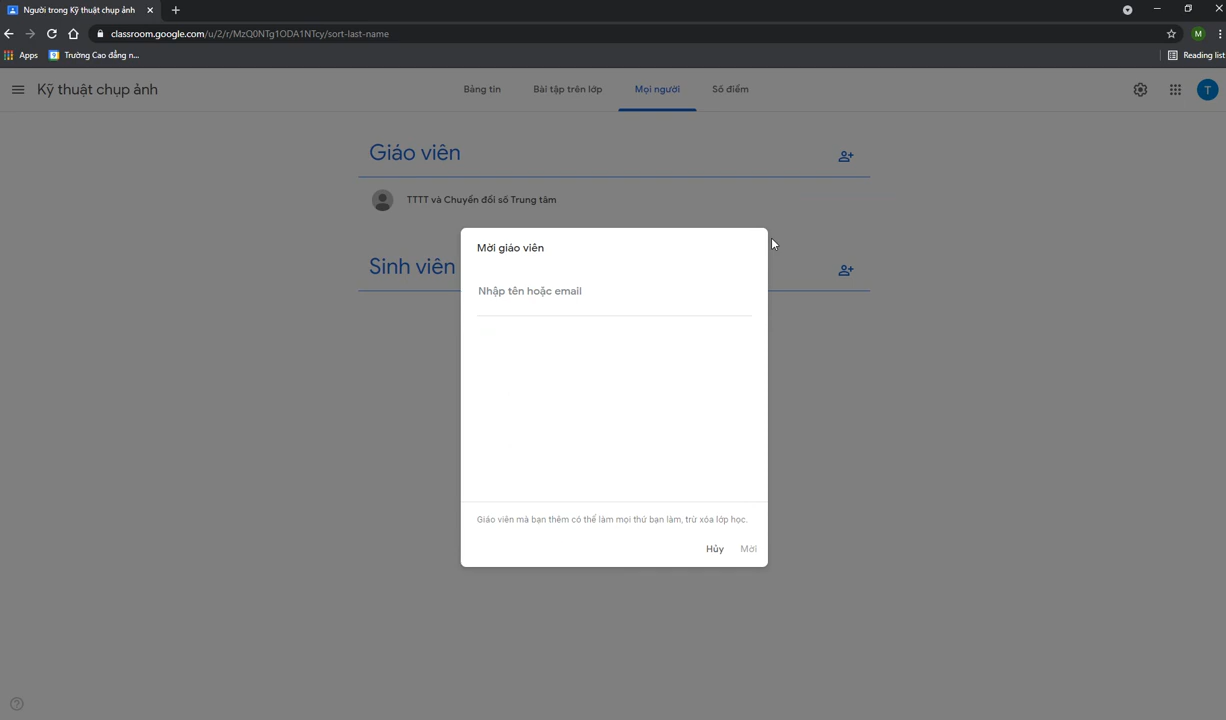 Người trong Kỹ thuật chụp ảnh
classroom.google.com/u/2/r/MzQ0NTg1ODA1NTcy/sort-last-name
M
Apps
Trường Cao đẳng n...
Reading list
Kỹ thuật chụp ảnh
Bảng tin
Bài tập trên lớp
Mọi người
Số điểm
T
Giáo viên
TTTT và Chuyển đổi số Trung tâm
Sinh viên
Mời giáo viên
Nhập tên hoặc email
Giáo viên mà bạn thêm có thể làm mọi thứ bạn làm, trừ xóa lớp học.
Hủy
Mời